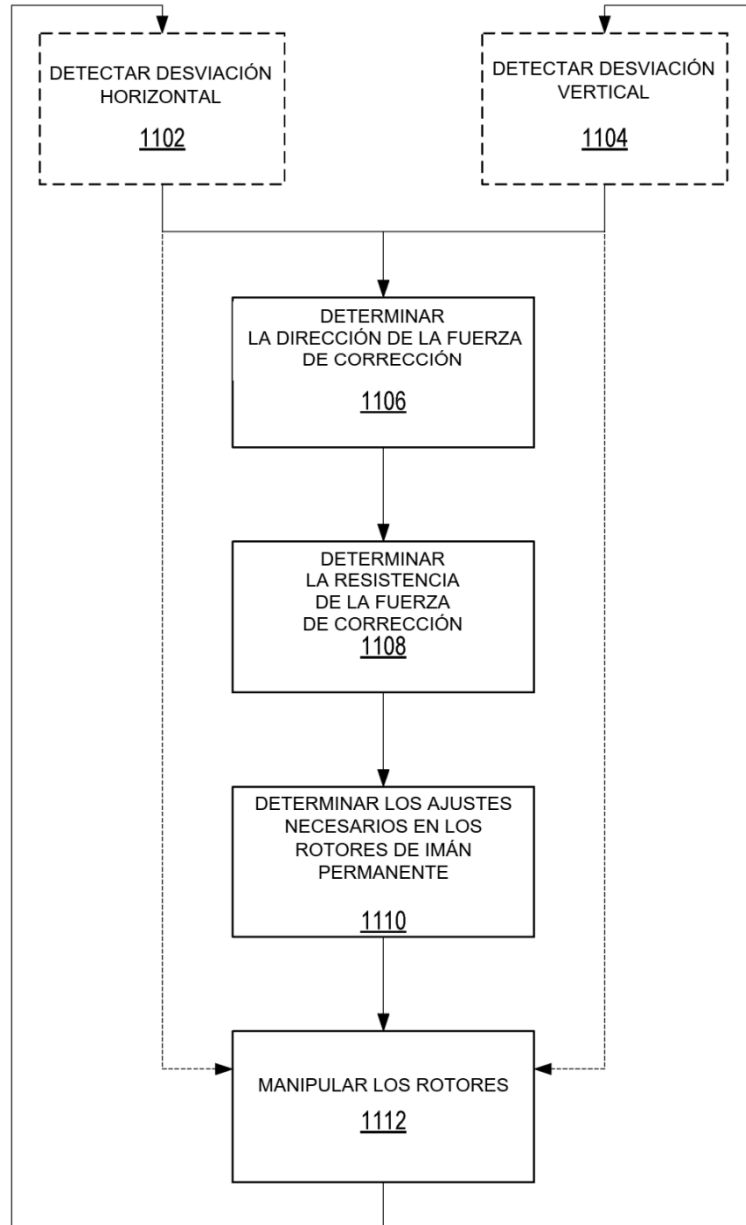 DETECTAR DESVIACIÓN
HORIZONTAL
1102
DETECTAR DESVIACIÓN
VERTICAL
1104
DETERMINAR
LA DIRECCIÓN DE LA FUERZA
DE CORRECCIÓN
1106
DETERMINAR
LA RESISTENCIA
DE LA FUERZA
DE CORRECCIÓN
1108
DETERMINAR LOS AJUSTES
NECESARIOS EN LOS
ROTORES DE IMÁN
PERMANENTE
1110
MANIPULAR LOS ROTORES
1112